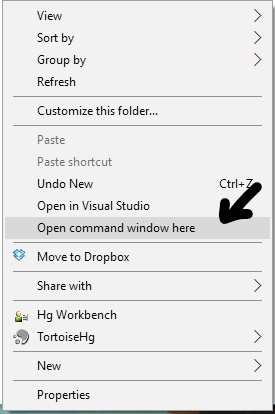 View
Sort by
Group by
Refresh
Customize this folder...
Paste
Paste shortcut
Undo New Ctrl+Z
Open in Visual Studio
Open command window here
Move to Dropbox
Share with
Hg Workbench
TortoiseHg
New
Properties